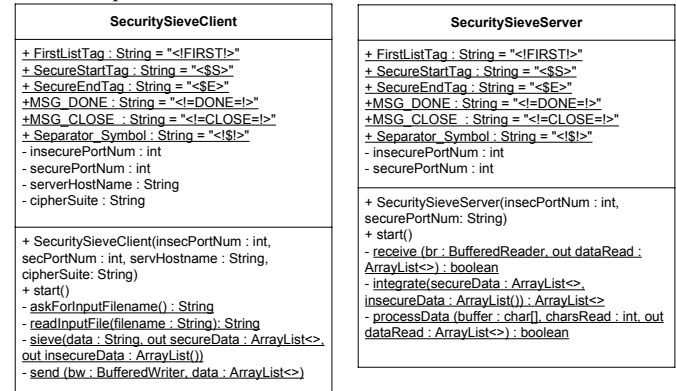 SecuritySieveClient
+ FirstListTag : String = "<!FIRST!>"
+ SecureStartTag : String = "<$S>"
+ SecureEndTag : String = "<$E>"
+MSG_DONE : String = "<!=DONE=!>"
+MSG_CLOSE : String = "<!=CLOSE=!>"
+ Separator_Symbol : String = "<!$!>"
- insecurePortNum : int
- securePortNum : int
- serverHostName : String
- cipherSuite : String
+ SecuritySieveClient(insecPortNum : int,
secPortNum : int, servHostname : String,
cipherSuite: String)
+ start()
- askForInputFilename() : String
- readInputFile(filename : String): String
- sieve(data : String, out secureData : ArrayList<>,
out insecureData : ArrayList())
- send (bw : BufferedWriter, data : ArrayList<>)
SecuritySieveServer
+ FirstListTag : String = "<!FIRST!>"
+ SecureStartTag : String = "<$S>"
+ SecureEndTag : String = "<$E>"
+MSG_DONE : String = "<!=DONE=!>"
+MSG_CLOSE : String = "<!=CLOSE=!>"
+ Separator_Symbol : String = "<!$!>"
- insecurePortNum : int
- securePortNum : int
+ SecuritySieveServer(insecPortNum : int,
securePortNum: String)
+ start()
- receive (br : BufferedReader, out dataRead :
ArrayList<>) : boolean
- integrate(secureData : ArrayList<>,
insecureData : ArrayList()) : ArrayList<>
- processData (buffer : char[], charsRead : int, out
dataRead : ArrayList<>) : boolean